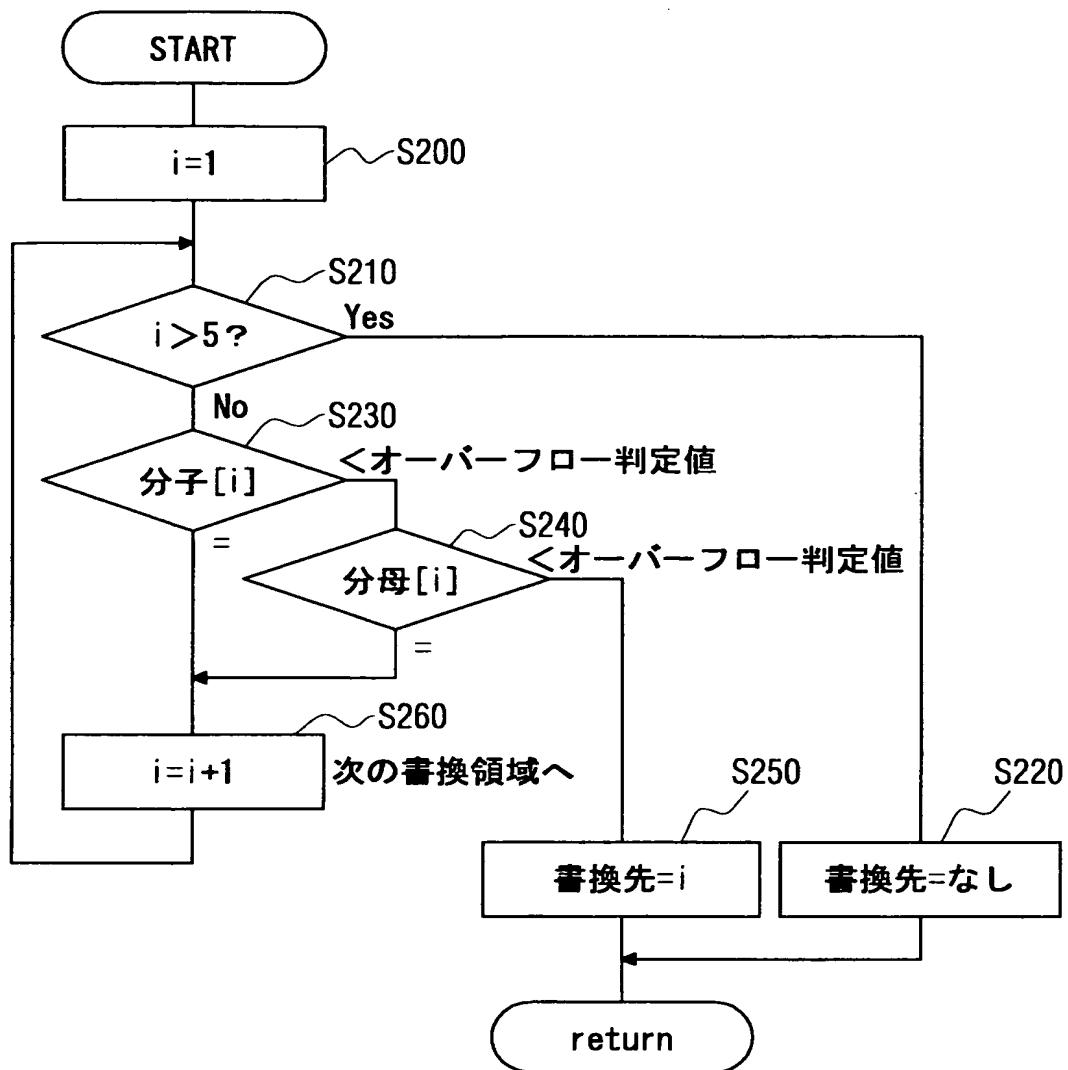 START
i=1
S200
S210
i＞5？
Yes
No
S230
分子[i]
＜オーバーフロー判定値
=
S240
分母[i]
＜オーバーフロー判定値
=
S260
i=i+1
次の書換領域へ
S250
S220
書換先=i
書換先=なし
return